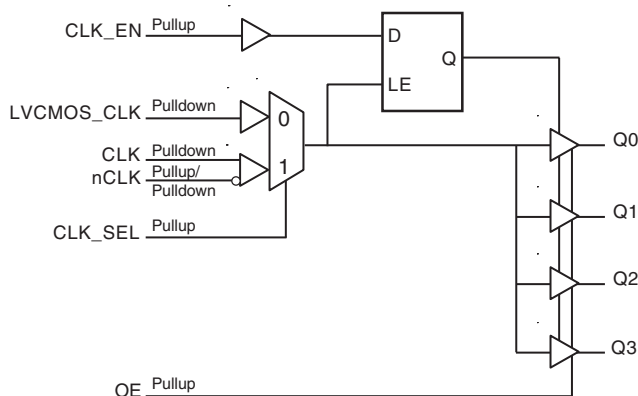 CLK_EN Pullup
D
Q
LE
LVCMOS_CLK Pulldown
0
CLK Pulldown
nCLK Pullup/
Pulldown
1
CLK_SEL Pullup
Q0
Q1
Q2
Q3
OE Pullup